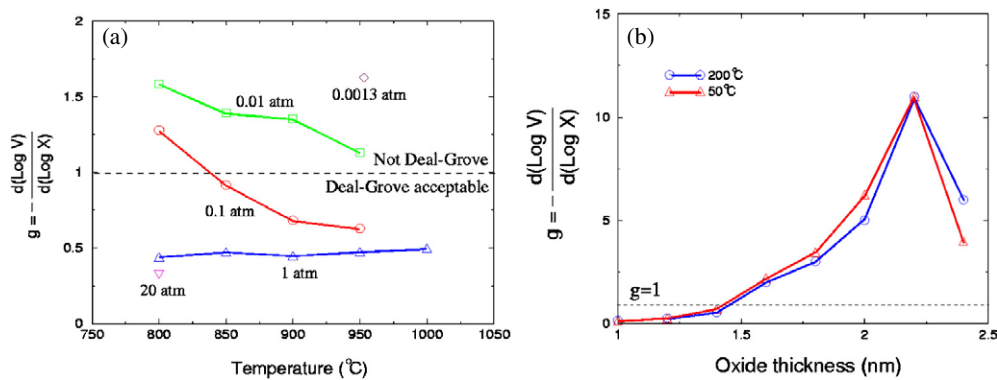 (a)
2
1.5
1
0.5
0
750
800
850
900
950
1000
1050
0.01 atm
0.0013 atm
Not Deal-Grove
Deal-Grove acceptable
0.1 atm
1 atm
20 atm
g = - d(Log V)
d(Log X)
Temperature (℃)
(b)
15
10
5
0
1
1.5
2
2.5
200℃
50℃
g=1
g = - d(Log V)
d(Log X)
Oxide thickness (nm)